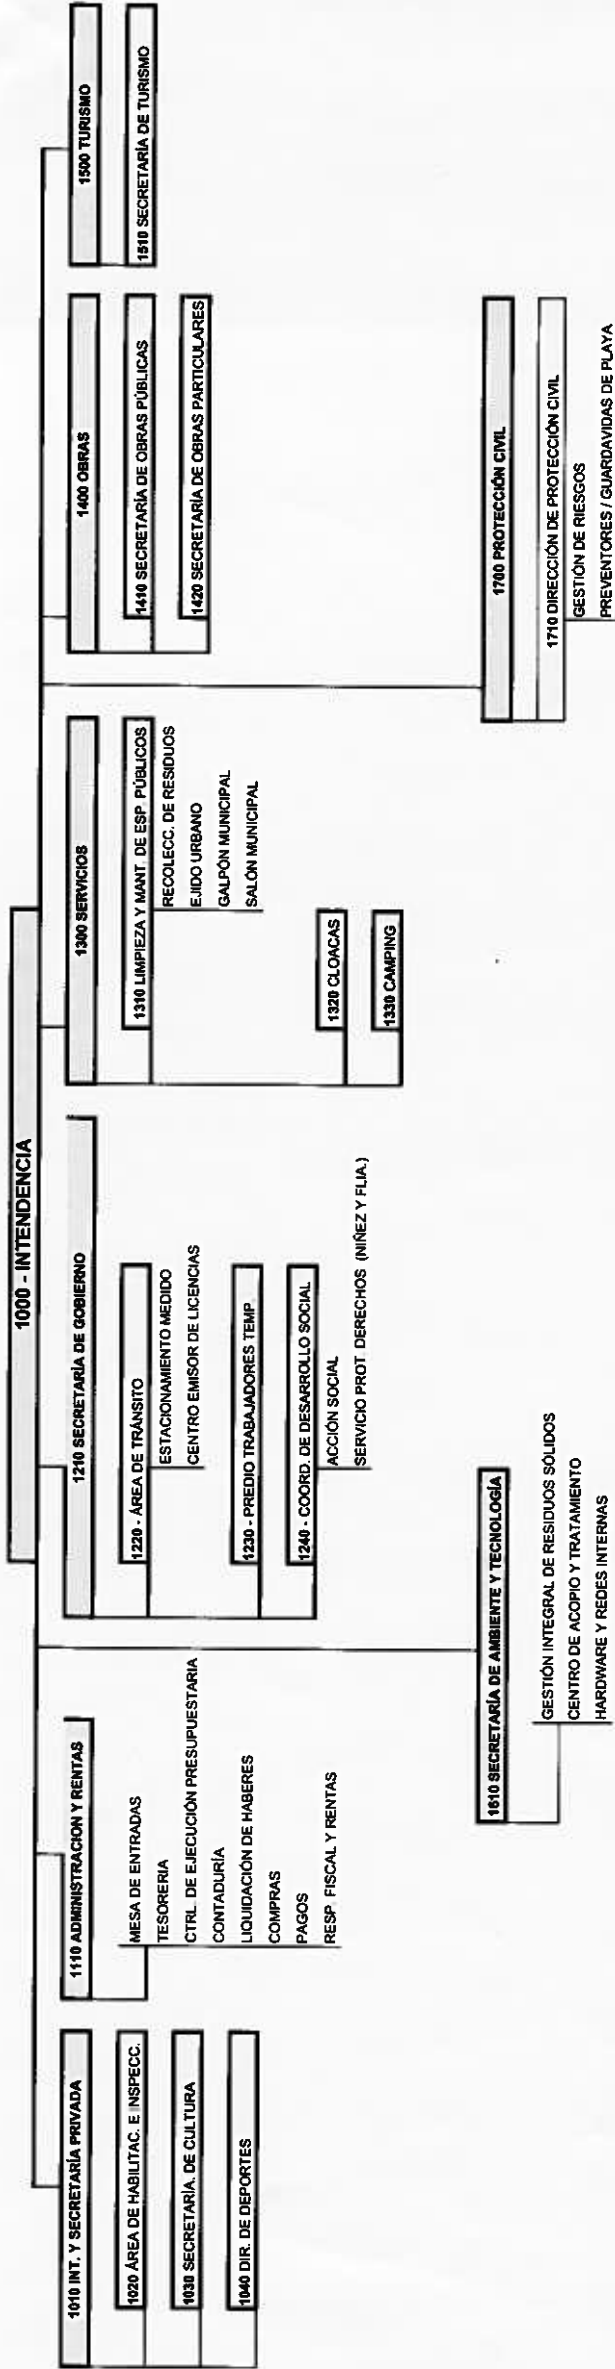 1000 - INTENDENCIA
1010 INT. Y SECRETARÍA PRIVADA
1020 ÁREA DE HABILITAC. E INSPECC.
1030 SECRETARÍA. DE CULTURA
1040 DIR. DE DEPORTES
1110 ADMINISTRACION Y RENTAS
MESA DE ENTRADAS
TESORERIA
CTRL. DE EJECUCIÓN PRESUPUESTARIA
CONTADURÍA
LIQUIDACIÓN DE HABERES
COMPRAS
PAGOS
RESP. FISCAL Y RENTAS
1210 SECRETARÍA DE GOBIERNO
1220 - ÁREA DE TRÁNSITO
ESTACIONAMIENTO MEDIDO
CENTRO EMISOR DE LICENCIAS
1230 - PREDIO TRABAJADORES TEMP.
1240 - COORD. DE DESARROLLO SOCIAL
ACCIÓN SOCIAL
SERVICIO PROT. DERECHOS (NIÑEZ Y FLIA.)
1300 SERVICIOS
1310 LIMPIEZA Y MANT. DE ESP. PÚBLICOS
RECOLECC. DE RESIDUOS
EJIDO URBANO
GALPÓN MUNICIPAL
SALÓN MUNICIPAL
1320 CLOACAS
1330 CAMPING
1400 OBRAS
1410 SECRETARÍA DE OBRAS PÚBLICAS
1420 SECRETARÍA DE OBRAS PARTICULARES
1500 TURISMO
1510 SECRETARÍA DE TURISMO
1610 SECRETARÍA DE AMBIENTE Y TECNOLOGÍA
GESTIÓN INTEGRAL DE RESIDUOS SÓLIDOS
CENTRO DE ACOPIO Y TRATAMIENTO
HARDWARE Y REDES INTERNAS
1700 PROTECCIÓN CIVIL
1710 DIRECCIÓN DE PROTECCIÓN CIVIL
GESTIÓN DE RIESGOS
PREVENTORES / GUARDAVIDAS DE PLAYA